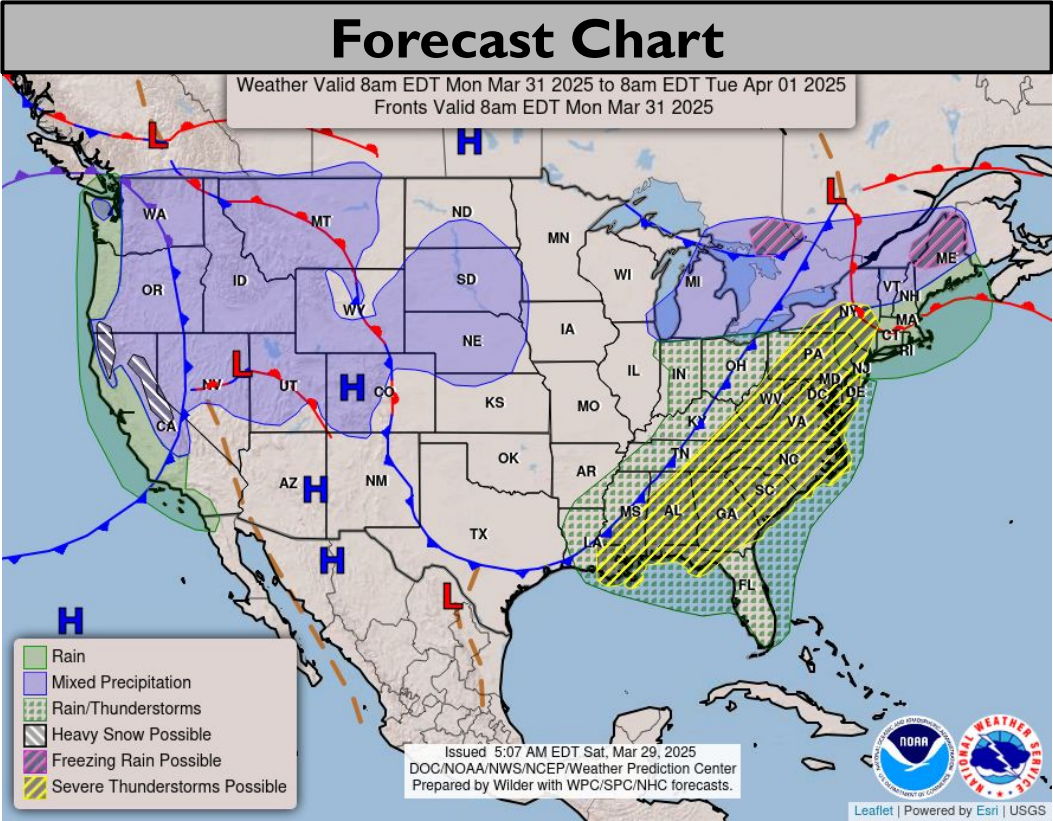 Forecast Chart
Weather Valid 8am EDT Mon Mar 31 2025 to 8am EDT Tue Apr 01 2025
Fronts Valid 8am EDT Mon Mar 31 2025
L
H
L
WA
MT
ND
MN
WI
MI
ME
VT
NH
OR
ID
WY
SD
NE
IA
NY
MA
CT
RI
L
NV
UT
H
CO
KS
MO
IL
IN
OH
PA
NJ
MD
DE
DC
WV
VA
KY
CA
AZ
H
NM
OK
AR
TN
NC
SC
MS
AL
GA
TX
LA
FL
H
L
H
Rain
Mixed Precipitation
Rain/Thunderstorms
Heavy Snow Possible
Freezing Rain Possible
Severe Thunderstorms Possible
Issued 5:07 AM EDT Sat, Mar 29, 2025
DOC/NOAA/NWS/NCEP/Weather Prediction Center
Prepared by Wilder with WPC/SPC/NHC forecasts.
NOAA
NATIONAL WEATHER SERVICE
Leaflet | Powered by Esri | USGS